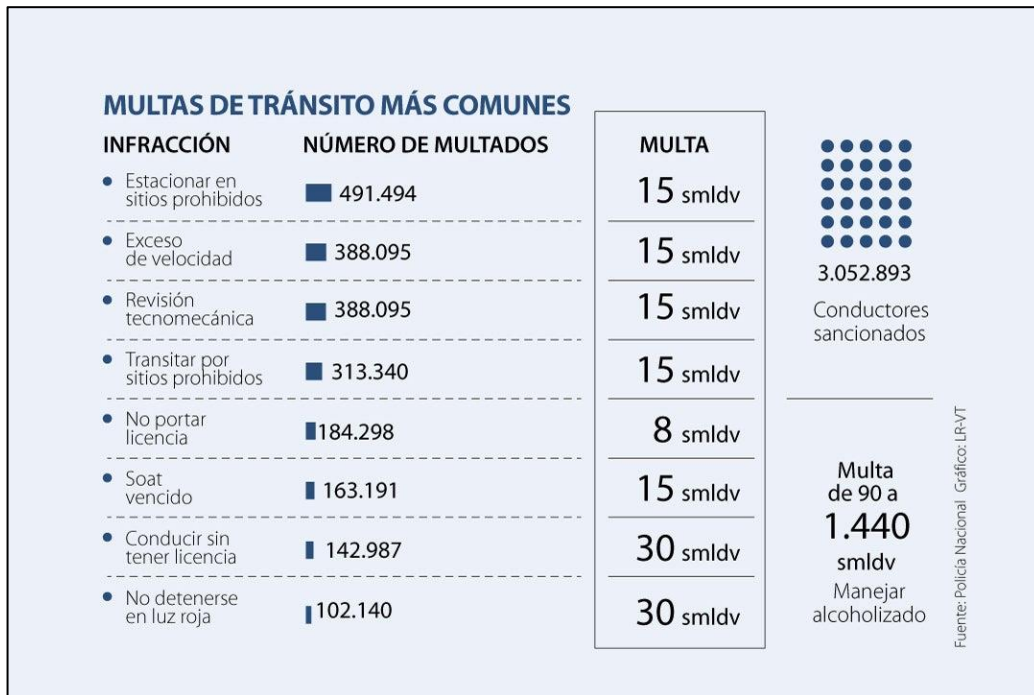 MULTAS DE TRÁNSITO MÁS COMUNES
INFRACCIÓN NÚMERO DE MULTADOS MULTA
Estacionar en
sitios prohibidos
491.494
15 smldv
Exceso
de velocidad
388.095
15 smldv
Revisión
tecnomecánica
388.095
15 smldv
Transitar por
sitios prohibidos
313.340
15 smldv
No portar
licencia
184.298
8 smldv
Soat
vencido
163.191
15 smldv
Conducir sin
tener licencia
142.987
30 smldv
No detenerse
en luz roja
102.140
30 smldv
3.052.893
Conductores
sancionados
Multa
de 90 a
1.440
smldv
Manejar
alcoholizado
Fuente: Policía Nacional Gráfico: LR-VT